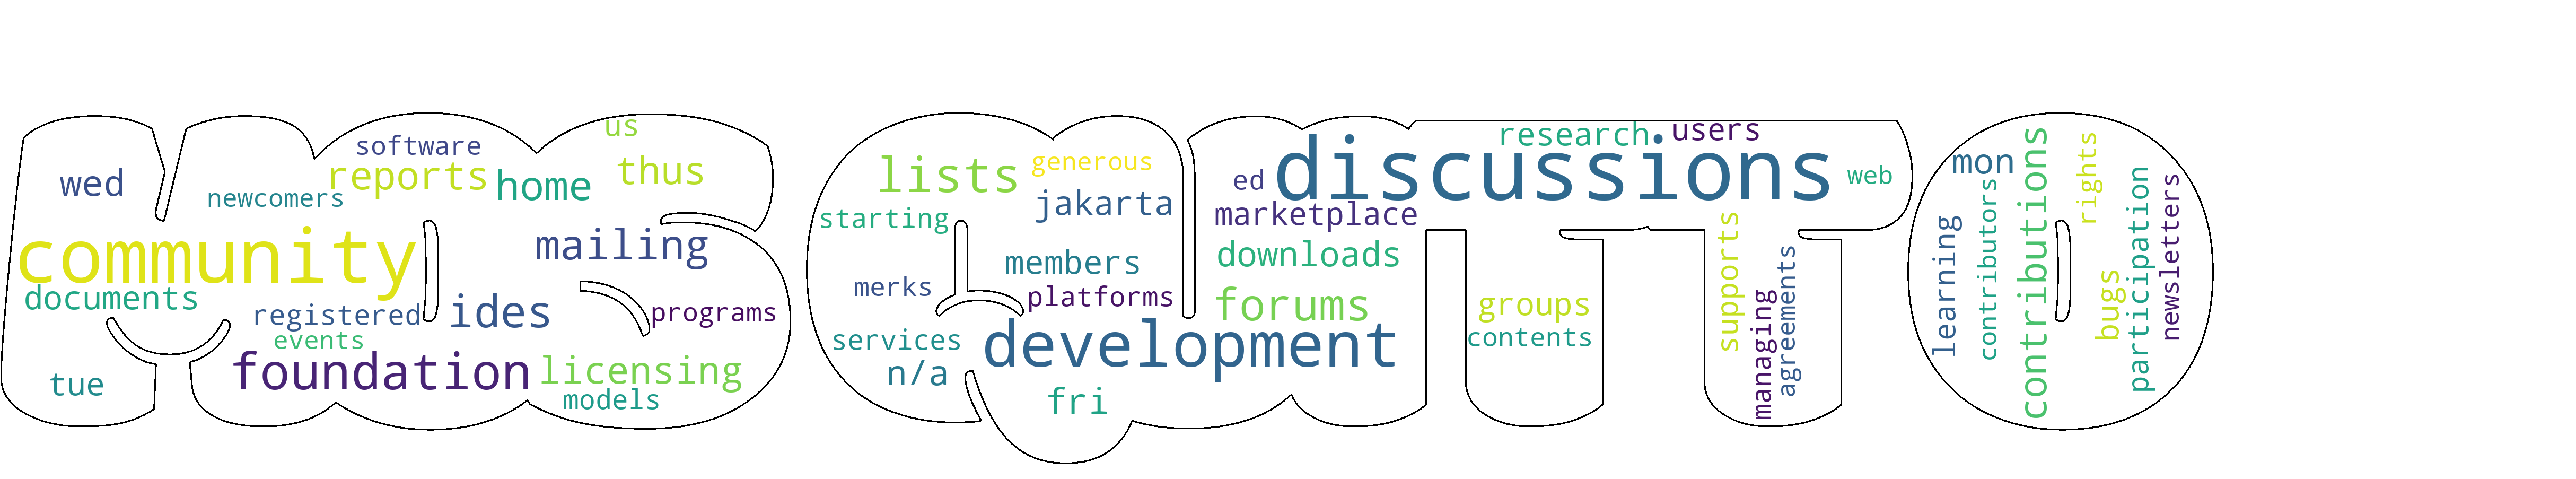 us
software
reports
thus
wed
home
newcomers
community
mailing
documents
registered
ides
programs
events
foundation
licensing
tue
models
lists
generous
jakarta
starting
members
merks
platforms
services
development
n/a
fri
research
users
discussions
ed
web
marketplace
downloads
forums
groups
contents
supports
managing
agreements
mon
learning
contributors
contributions
rights
bugs
participation
newsletters